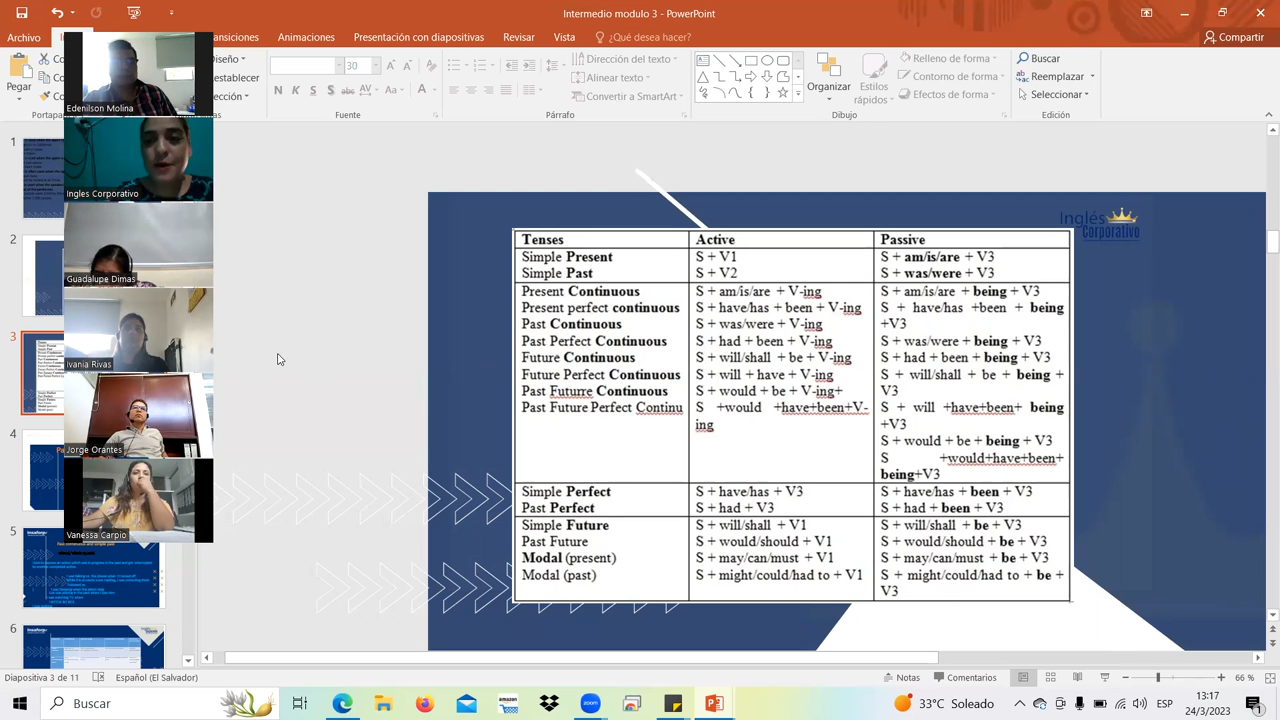 Intermedio modulo 3 - PowerPoint
Archivo
ansiciones
Animaciones
Presentación con diapositivas
Revisar
Vista
¿Qué desea hacer?
Compartir
Diseño
establecer
ección
Portapap
30
N K S S abc AV Aa A
Fuente
Dirección del texto
Alinear texto
Convertir a SmartArt
Párrafo
Organizar
Estilos rápidos
Relleno de forma
Contorno de forma
Efectos de forma
Dibujo
Buscar
Reemplazar
Seleccionar
Edición
Edenilson Molina
Ingles Corporativo
Guadalupe Dimas
Ivania Rivas
Jorge Orantes
Vanessa Carpio
Inglés
Corporativo
Tenses Active Passive
Simple Present S + V1 S + am/is/are + V3
Simple Past S + V2 S + was/were + V3
Present Continuous S + am/is/are + V-ing S + am/is/are + being + V3
Present perfect continuous S + have/has + been + V-ing S + have/has +been + being
Past Continuous S + was/were + V-ing +V3
Past Perfect Continuous S + had + been + V-ing S + was/were + being + V3
Future Continuous S + will/shall + be + V-ing S + had + been + being + V3
Future Perfect Continuous S + will + have + V-ing S + will/shall + be + being +
Past Future Continuous S + would + be + V-ing + V3
Past Future Perfect Continu S +would +have+been+V- S + will +have+been+ being
ing +V3
S + would + be + being + V3
S +would+have+been+
being+V3
Simple Perfect S + have/has + V3 S + have/has + been + V3
Past Perfect S + had + V3 S + had + been + V3
Simple Future S + will/shall + V1 S + will/shall + be + V3
Past Future S + would/should + V1 S + would/should + be + V3
Modal (present) S + may/can/must + V1 S + may/can/must + be + V3
Modal (past) S + might/could/had to + V1 S + might/could/had to + be +
V3
Insaforp
Insaforp
Diapositiva 3 de 11
Español (El Salvador)
Notas
Comentarios
66 %
Buscar
amazon
zoom
33°C Soleado
ESP
13:17
24/3/2023
1